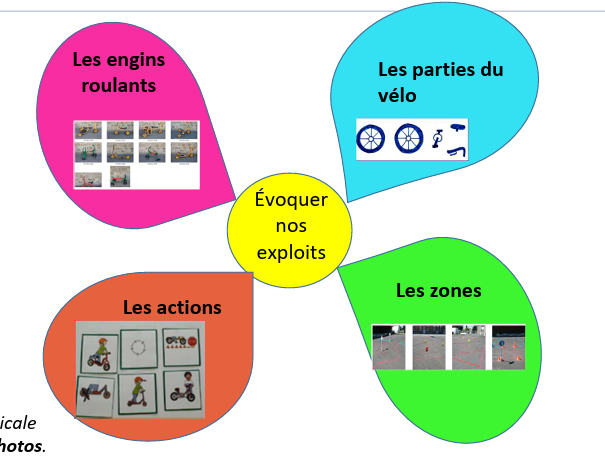 Les engins
roulants
Les parties du
vélo
Évoquer
nos
exploits
Les actions
Les zones
icale
hotos.